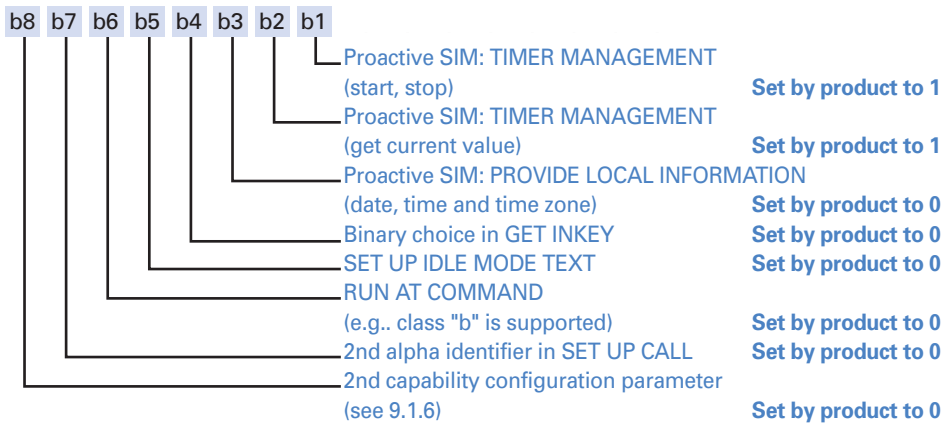 b8 b7 b6 b5 b4 b3 b2 b1
Proactive SIM: TIMER MANAGEMENT
(start, stop) Set by product to 1
Proactive SIM: TIMER MANAGEMENT
(get current value) Set by product to 1
Proactive SIM: PROVIDE LOCAL INFORMATION
(date, time and time zone) Set by product to 0
Binary choice in GET INKEY Set by product to 0
SET UP IDLE MODE TEXT Set by product to 0
RUN AT COMMAND
(e.g.. class "b" is supported) Set by product to 0
2nd alpha identifier in SET UP CALL Set by product to 0
2nd capability configuration parameter
(see 9.1.6) Set by product to 0